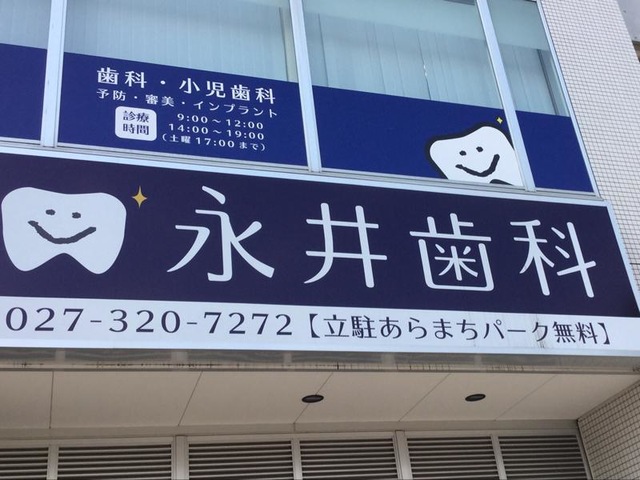 歯科・小児歯科
予防・審美・インプラント
診療時間
9:00〜12:00
14:00〜19:00
(土曜 17:00まで)
永井歯科
027-320-7272【立駐あらまちパーク無料】